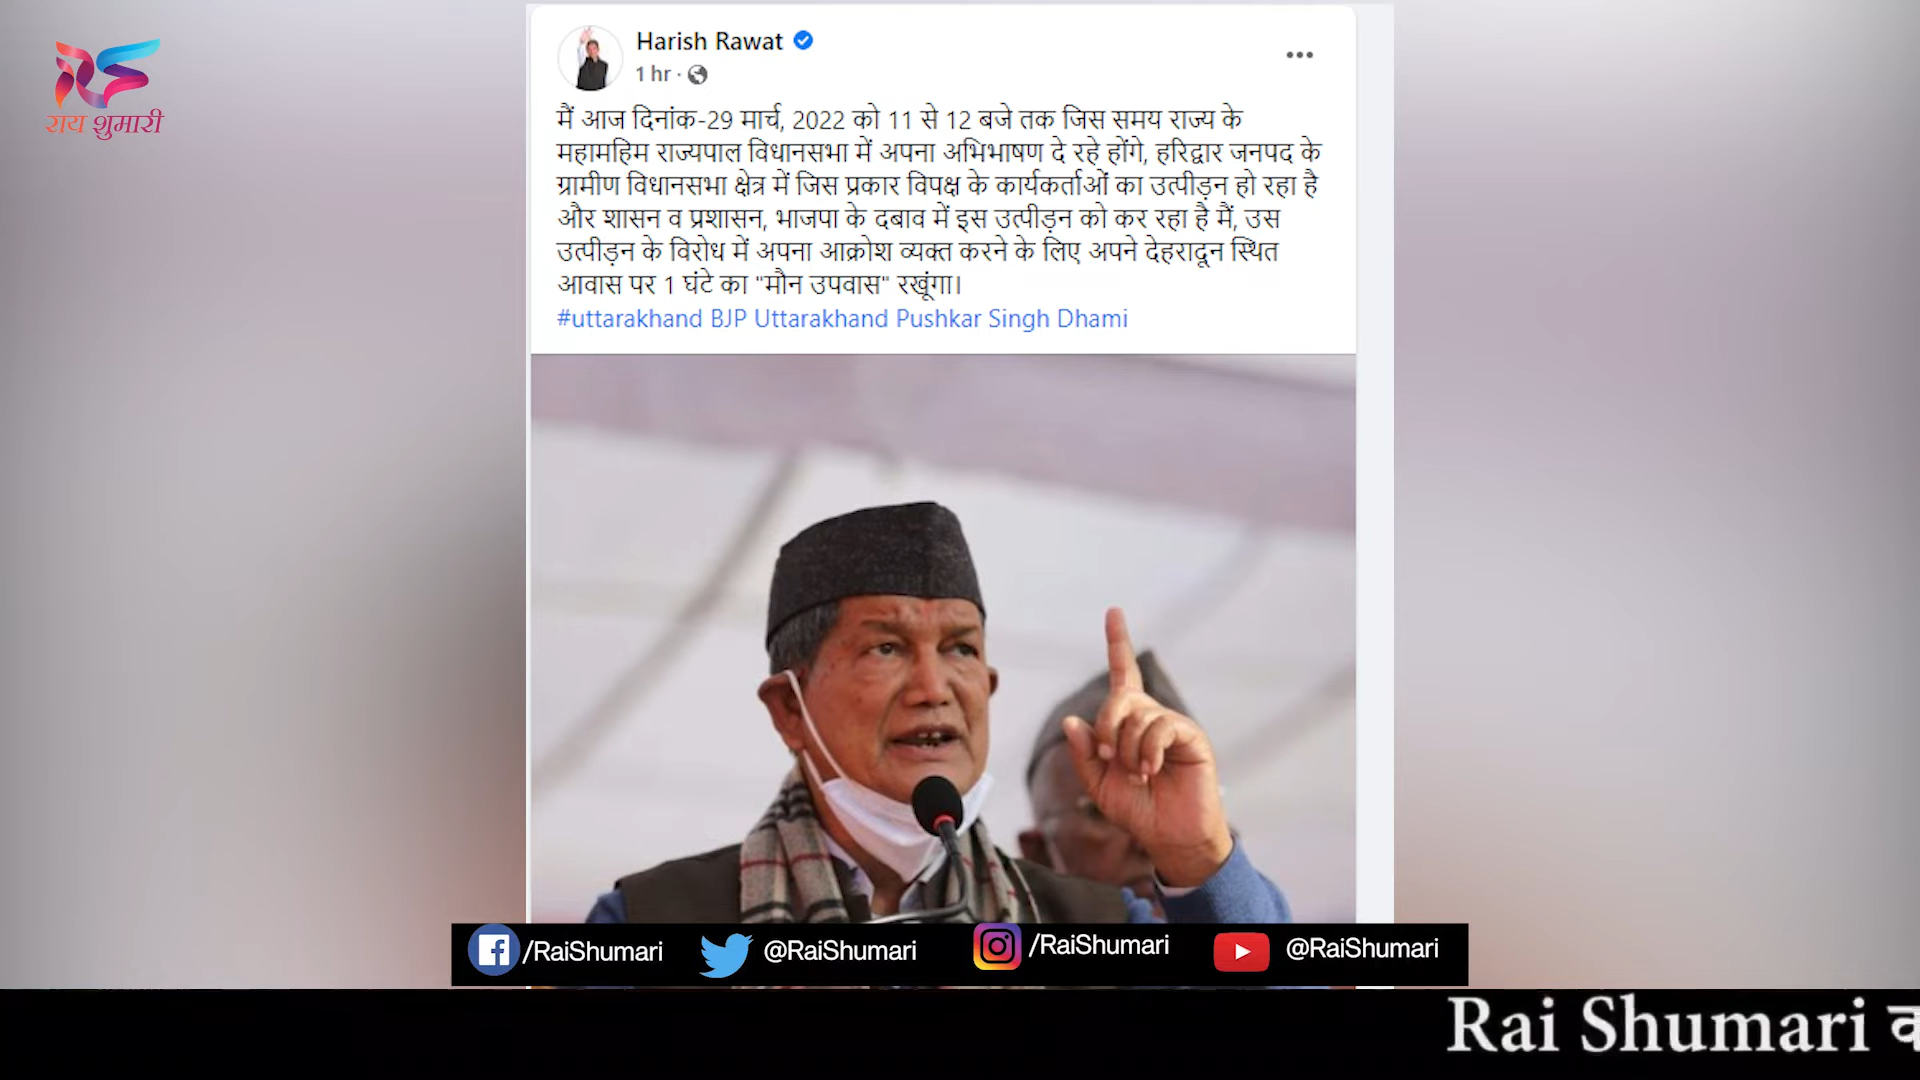 राय शुमारी
Harish Rawat
1 hr ·
मैं आज दिनांक-29 मार्च, 2022 को 11 से 12 बजे तक जिस समय राज्य के
महामहिम राज्यपाल विधानसभा में अपना अभिभाषण दे रहे होंगे, हरिद्वार जनपद के
ग्रामीण विधानसभा क्षेत्र में जिस प्रकार विपक्ष के कार्यकर्ताओं का उत्पीड़न हो रहा है
और शासन व प्रशासन, भाजपा के दबाव में इस उत्पीड़न को कर रहा है मैं, उस
उत्पीड़न के विरोध में अपना आक्रोश व्यक्त करने के लिए अपने देहरादून स्थित
आवास पर 1 घंटे का "मौन उपवास" रखूंगा।
#uttarakhand BJP Uttarakhand Pushkar Singh Dhami
/RaiShumari @RaiShumari /RaiShumari @RaiShumari
Rai Shumari